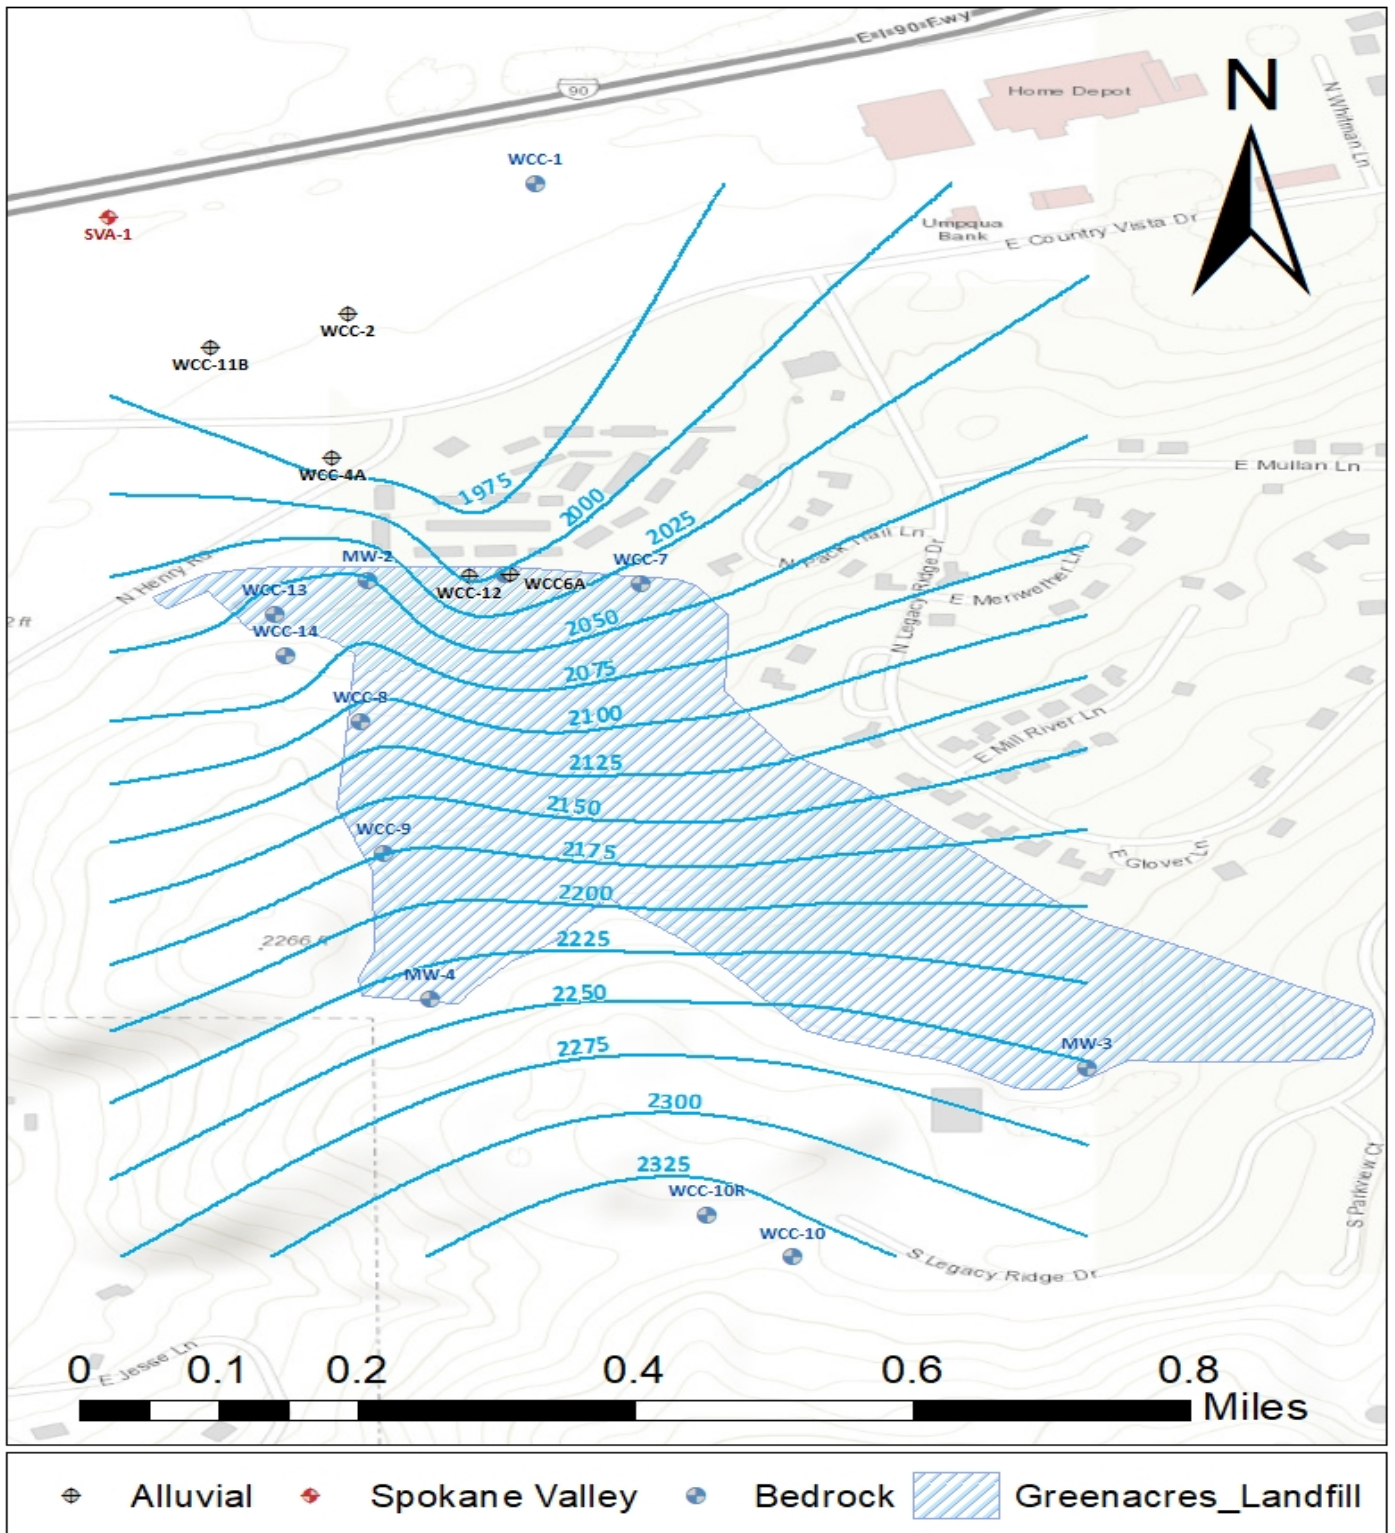 E I-90 Fwy
90
Home Depot
N
N Whitman Ln
WCC-1
SVA-1
Umpqua
Bank
E Country Vista Dr
WCC-2
WCC-11B
WCC-4A
E Mullan Ln
1975
2000
2025
N Pack Trail Ln
N Henry Rd
MW-2
WCC-7
WCC-12
WCC6A
WCC-13
N Legacy Ridge Dr
E Meriwether Ln
2 ft
WCC-14
2050
2075
WCC-8
2100
E Mill River Ln
2125
2150
WCC-9
2175
E Glover Ln
2200
2266 ft
2225
MW-4
2250
2275
MW-3
2300
2325
WCC-10R
S Parkview Ct
WCC-10
S Legacy Ridge Dr
E Jesse Ln
0 0.1 0.2 0.4 0.6 0.8
Miles
Alluvial Spokane Valley Bedrock Greenacres_Landfill